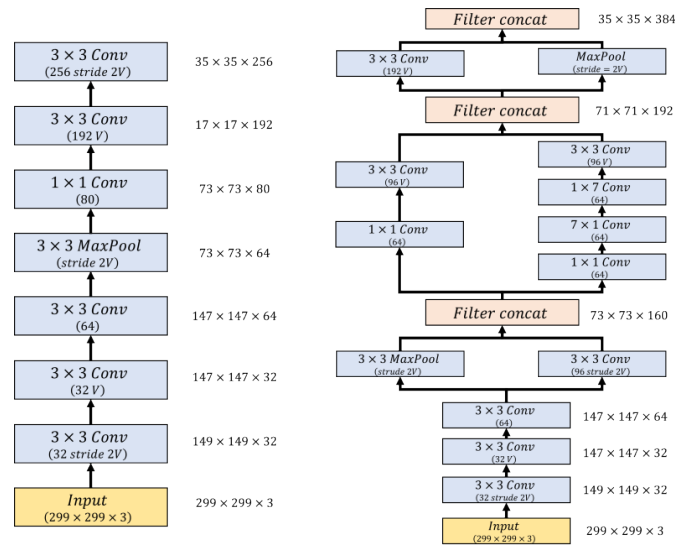 3 × 3 Conv
(256 stride 2V)
35 × 35 × 256
3 × 3 Conv
(192 V)
17 × 17 × 192
1 × 1 Conv
(80)
73 × 73 × 80
3 × 3 MaxPool
(stride 2V)
73 × 73 × 64
3 × 3 Conv
(64)
147 × 147 × 64
3 × 3 Conv
(32 V)
147 × 147 × 32
3 × 3 Conv
(32 stride 2V)
149 × 149 × 32
Input
(299 × 299 × 3)
299 × 299 × 3
Filter concat
35 × 35 × 384
3 × 3 Conv
(192 V)
MaxPool
(stride = 2V)
Filter concat
71 × 71 × 192
3 × 3 Conv
(96 V)
1 × 1 Conv
(64)
3 × 3 Conv
(96 V)
1 × 7 Conv
(64)
7 × 1 Conv
(64)
1 × 1 Conv
(64)
Filter concat
73 × 73 × 160
3 × 3 MaxPool
(strude 2V)
3 × 3 Conv
(96 strude 2V)
3 × 3 Conv
(64)
147 × 147 × 64
3 × 3 Conv
(32V)
147 × 147 × 32
3 × 3 Conv
(32 strude 2V)
149 × 149 × 32
Input
(299 × 299 × 3)
299 × 299 × 3